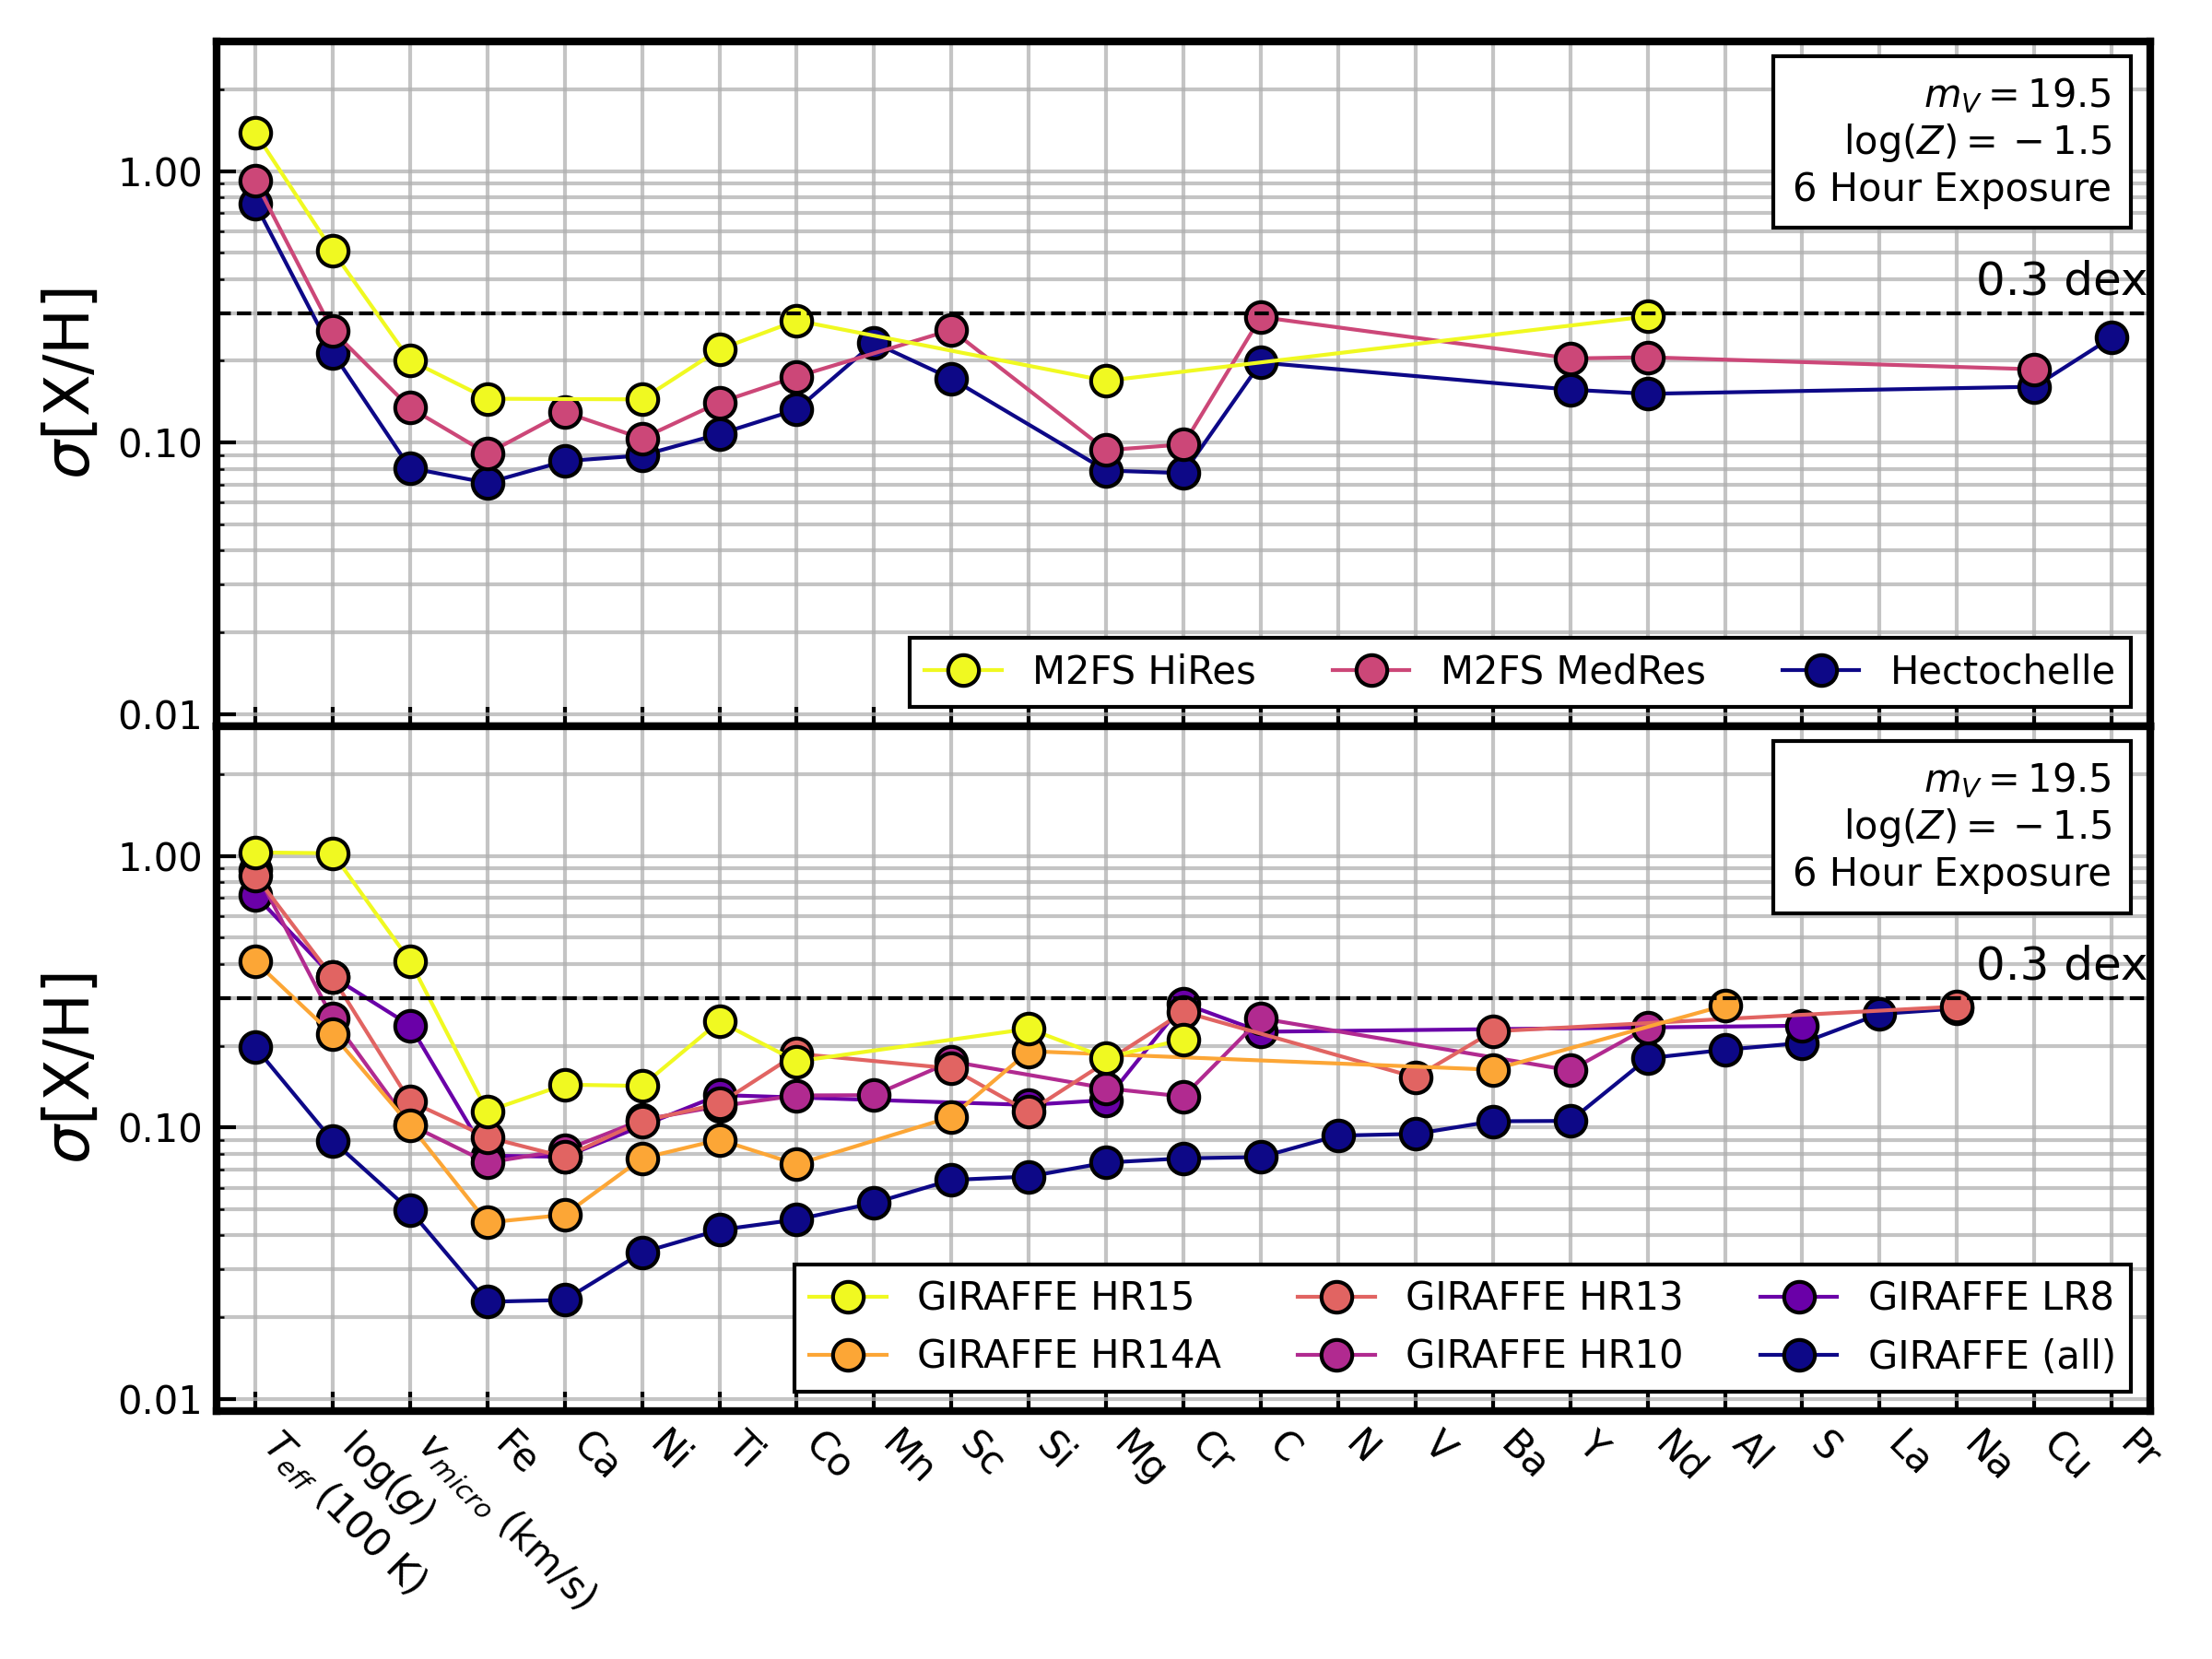 σ[X/H]
1.00
0.10
0.01
m_V = 19.5
log(Z) = −1.5
6 Hour Exposure
0.3 dex
M2FS HiRes M2FS MedRes Hectochelle
σ[X/H]
1.00
0.10
0.01
m_V = 19.5
log(Z) = −1.5
6 Hour Exposure
0.3 dex
GIRAFFE HR15 GIRAFFE HR13 GIRAFFE LR8
GIRAFFE HR14A GIRAFFE HR10 GIRAFFE (all)
T_eff (100 K)
log(g)
v_micro (km/s)
Fe
Ca
Ni
Ti
Co
Mn
Sc
Si
Mg
Cr
C
N
V
Ba
Y
Nd
Al
S
La
Na
Cu
Pr